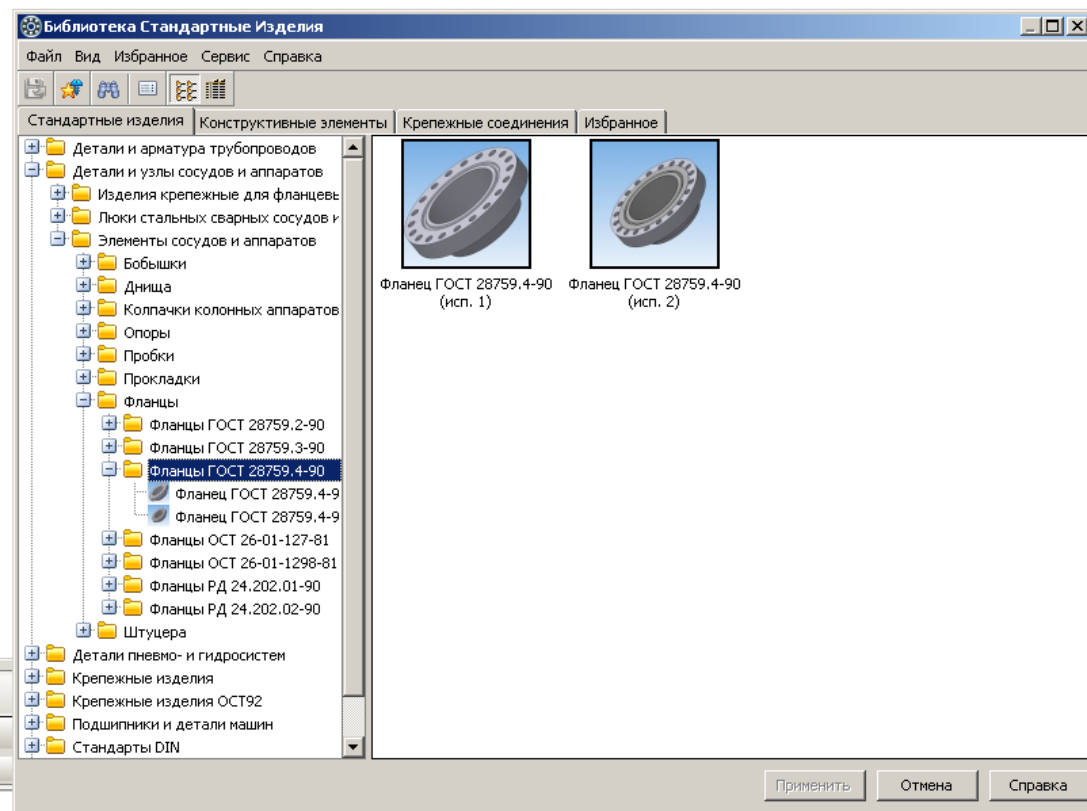 Библиотека Стандартные Изделия
Файл Вид Избранное Сервис Справка
Стандартные изделия Конструктивные элементы Крепежные соединения Избранное
Детали и арматура трубопроводов
Детали и узлы сосудов и аппаратов
Изделия крепежные для фланцевь
Люки стальных сварных сосудов и
Элементы сосудов и аппаратов
Бобышки
Днища
Колпачки колонных аппаратов
Опоры
Пробки
Прокладки
Фланцы
Фланцы ГОСТ 28759.2-90
Фланцы ГОСТ 28759.3-90
Фланцы ГОСТ 28759.4-90
Фланец ГОСТ 28759.4-9
Фланец ГОСТ 28759.4-9
Фланцы ОСТ 26-01-127-81
Фланцы ОСТ 26-01-1298-81
Фланцы РД 24.202.01-90
Фланцы РД 24.202.02-90
Штуцера
Детали пневмо- и гидросистем
Крепежные изделия
Крепежные изделия ОСТ92
Подшипники и детали машин
Стандарты DIN
Фланец ГОСТ 28759.4-90
(исп. 1)
Фланец ГОСТ 28759.4-90
(исп. 2)
Применить Отмена Справка